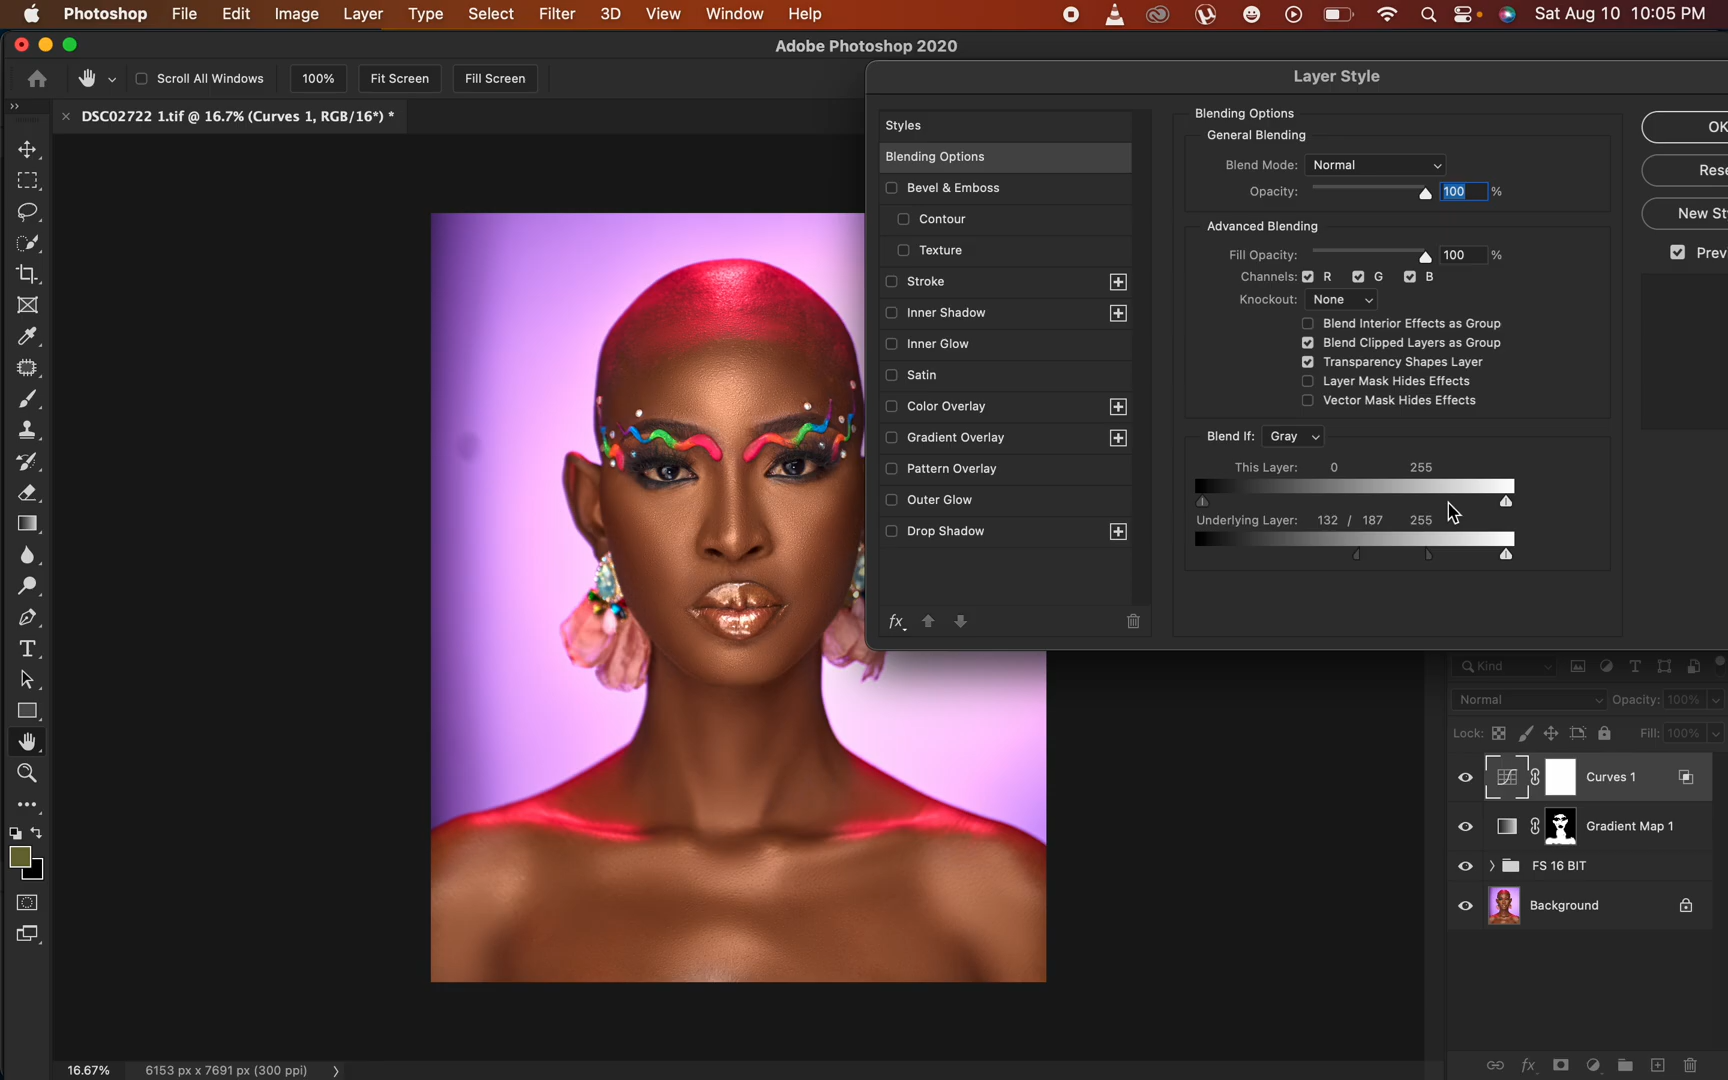 Photoshop File Edit Image Layer Type Select Filter 3D View Window Help Sat Aug 10 10:05 PM
Adobe Photoshop 2020
Scroll All Windows 100% Fit Screen Fill Screen
Layer Style
DSC02722 1.tif @ 16.7% (Curves 1, RGB/16*) *
Styles
Blending Options
Bevel & Emboss
Contour
Texture
Stroke
Inner Shadow
Inner Glow
Satin
Color Overlay
Gradient Overlay
Pattern Overlay
Outer Glow
Drop Shadow
fx
Blending Options
General Blending
Blend Mode: Normal
Opacity: 100 %
Advanced Blending
Fill Opacity: 100 %
Channels: R G B
Knockout: None
Blend Interior Effects as Group
Blend Clipped Layers as Group
Transparency Shapes Layer
Layer Mask Hides Effects
Vector Mask Hides Effects
Blend If: Gray
This Layer: 0 255
Underlying Layer: 132 / 187 255
OK
Rese
New St
Prev
Kind
Normal Opacity: 100%
Lock: Fill: 100%
Curves 1
Gradient Map 1
FS 16 BIT
Background
fx
16.67% 6153 px x 7691 px (300 ppi)